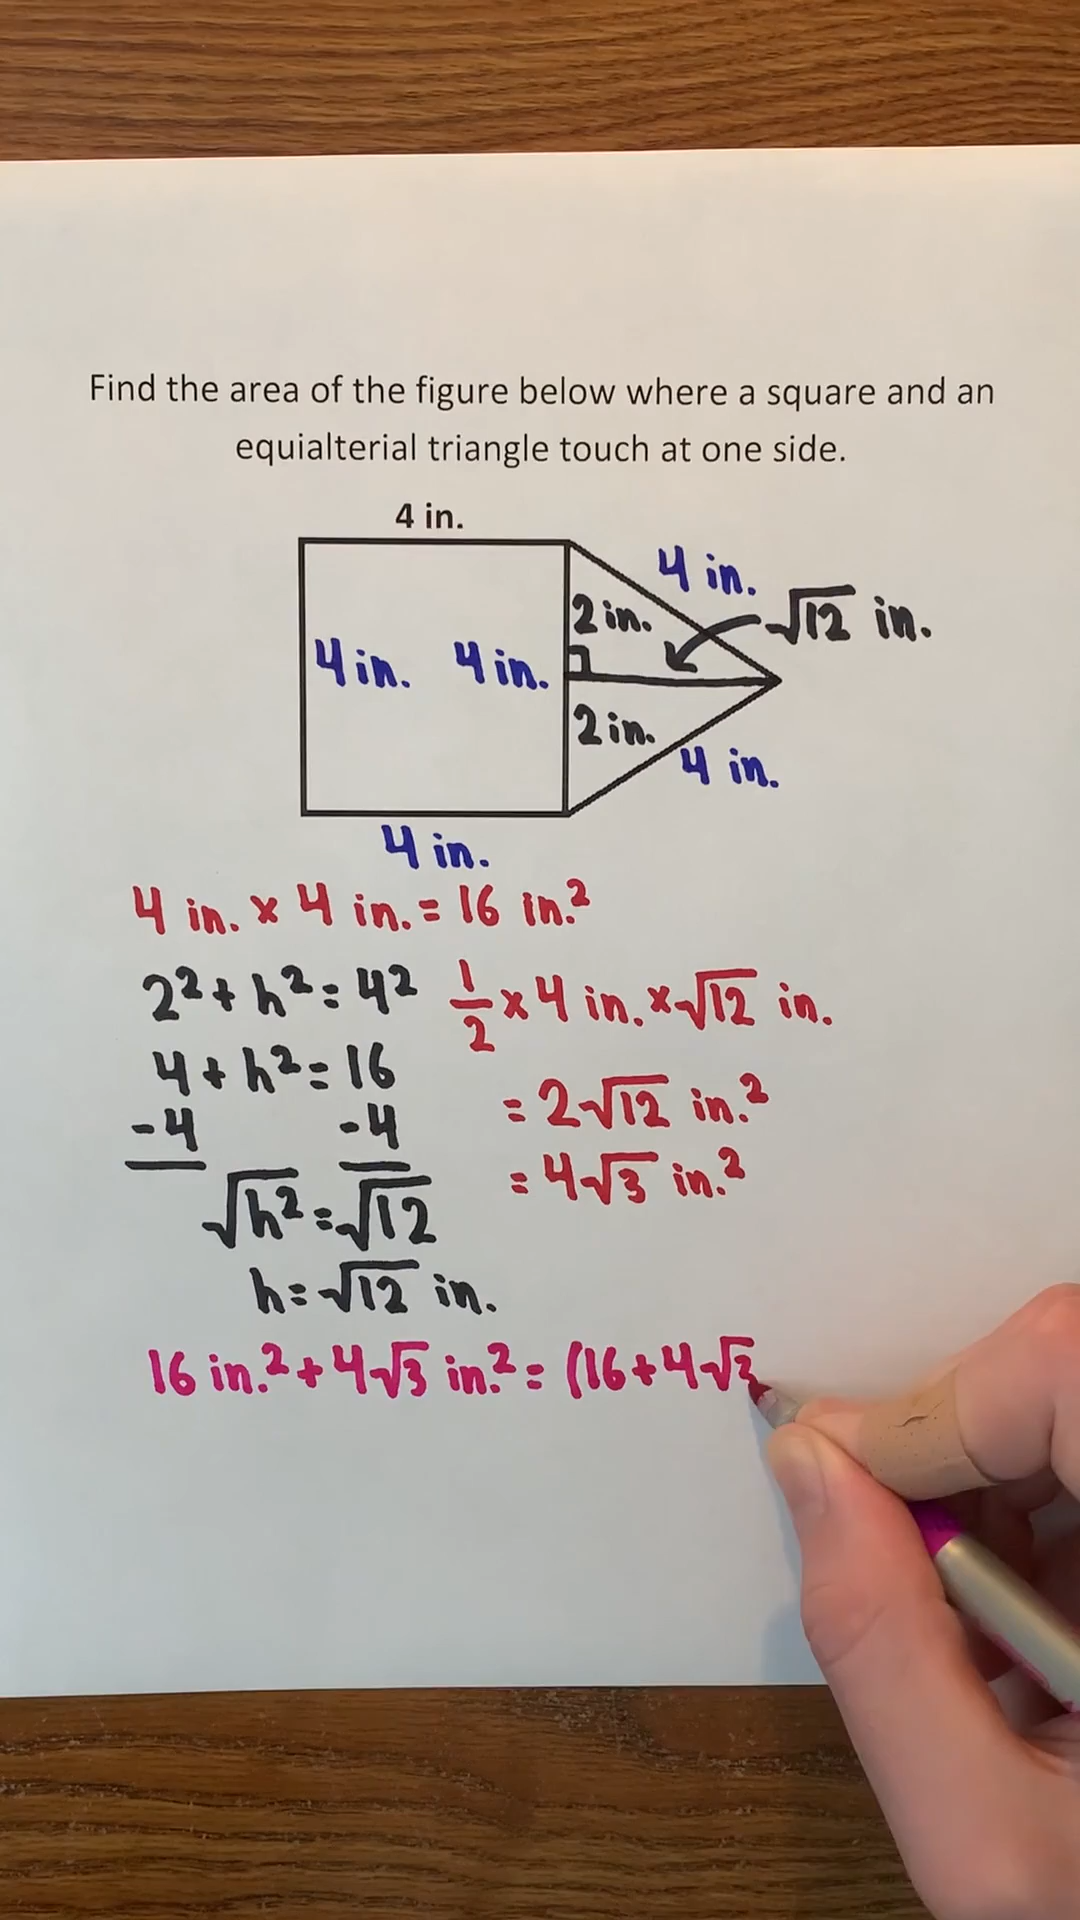 Find the area of the figure below where a square and an
equialterial triangle touch at one side.
4 in.
4 in.
2 in.
√12 in.
4 in.
4 in.
2 in.
4 in.
4 in.
4 in. x 4 in. = 16 in.²
2² + h² = 4²
1/2 x 4 in. x √12 in.
4 + h² = 16
-4 -4
= 2√12 in.²
= 4√3 in.²
√h² = √12
h = √12 in.
16 in.² + 4√3 in.² = (16 + 4√3